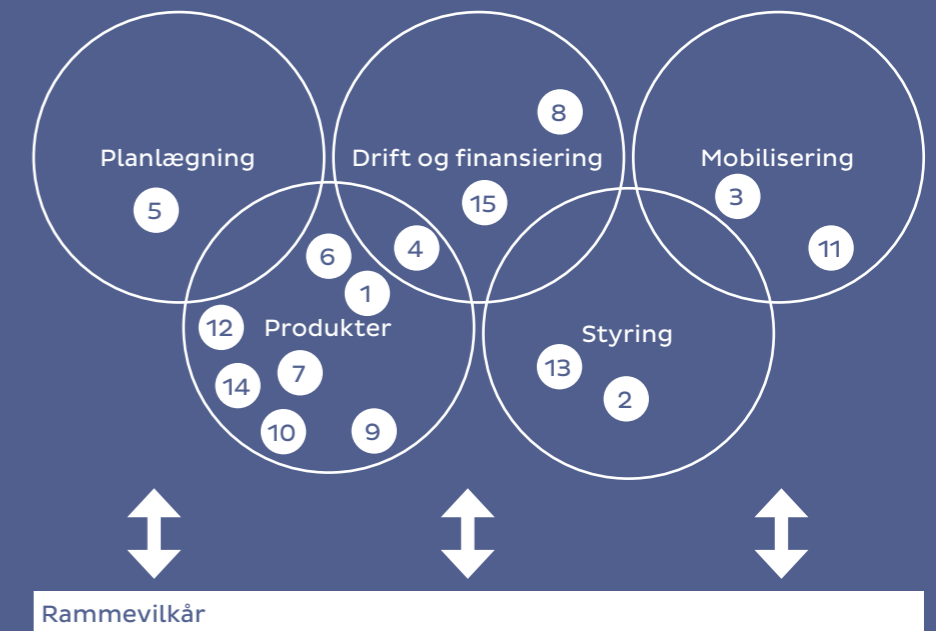 8
Planlægning
Drift og finansiering
Mobilisering
5
15
3
6
4
11
1
12
Produkter
Styring
14
7
13
2
10
9
Rammevilkår